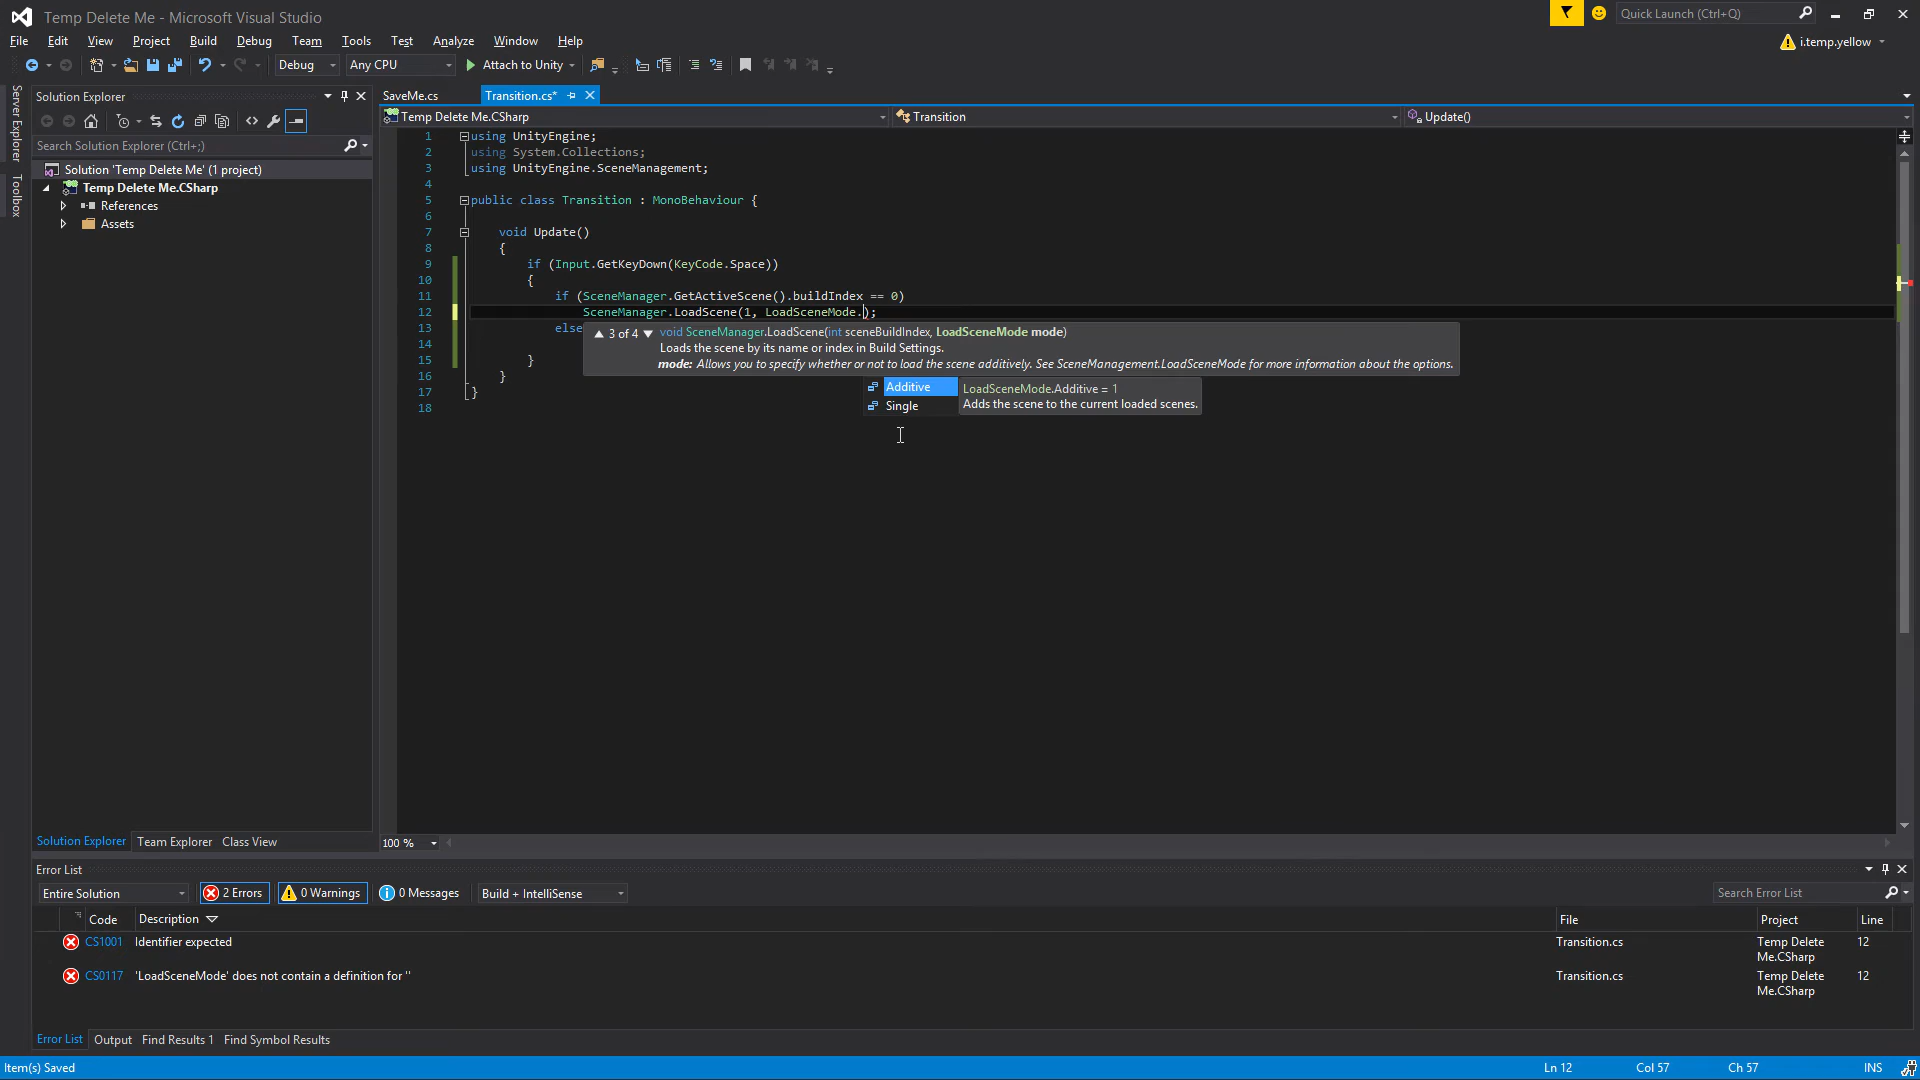 Temp Delete Me - Microsoft Visual Studio
Quick Launch (Ctrl+Q)
File Edit View Project Build Debug Team Tools Test Analyze Window Help
i.temp.yellow
Debug Any CPU Attach to Unity
Server Explorer
Toolbox
Solution Explorer
Search Solution Explorer (Ctrl+;)
Solution 'Temp Delete Me' (1 project)
Temp Delete Me.CSharp
References
Assets
SaveMe.cs Transition.cs*
Temp Delete Me.CSharp Transition Update()
1 using UnityEngine;
2 using System.Collections;
3 using UnityEngine.SceneManagement;
4
5 public class Transition : MonoBehaviour {
6
7 void Update()
8 {
9 if (Input.GetKeyDown(KeyCode.Space))
10 {
11 if (SceneManager.GetActiveScene().buildIndex == 0)
12 SceneManager.LoadScene(1, LoadSceneMode.);
13 else
14
15 }
16 }
17 }
18
3 of 4 void SceneManager.LoadScene(int sceneBuildIndex, LoadSceneMode mode)
Loads the scene by its name or index in Build Settings.
mode: Allows you to specify whether or not to load the scene additively. See SceneManagement.LoadSceneMode for more information about the options.
Additive
Single
LoadSceneMode.Additive = 1
Adds the scene to the current loaded scenes.
Solution Explorer Team Explorer Class View
100 %
Error List
Entire Solution 2 Errors 0 Warnings 0 Messages Build + IntelliSense Search Error List
Code Description File Project Line
CS1001 Identifier expected Transition.cs Temp Delete 12
Me.CSharp
CS0117 'LoadSceneMode' does not contain a definition for '' Transition.cs Temp Delete 12
Me.CSharp
Error List Output Find Results 1 Find Symbol Results
Item(s) Saved Ln 12 Col 57 Ch 57 INS